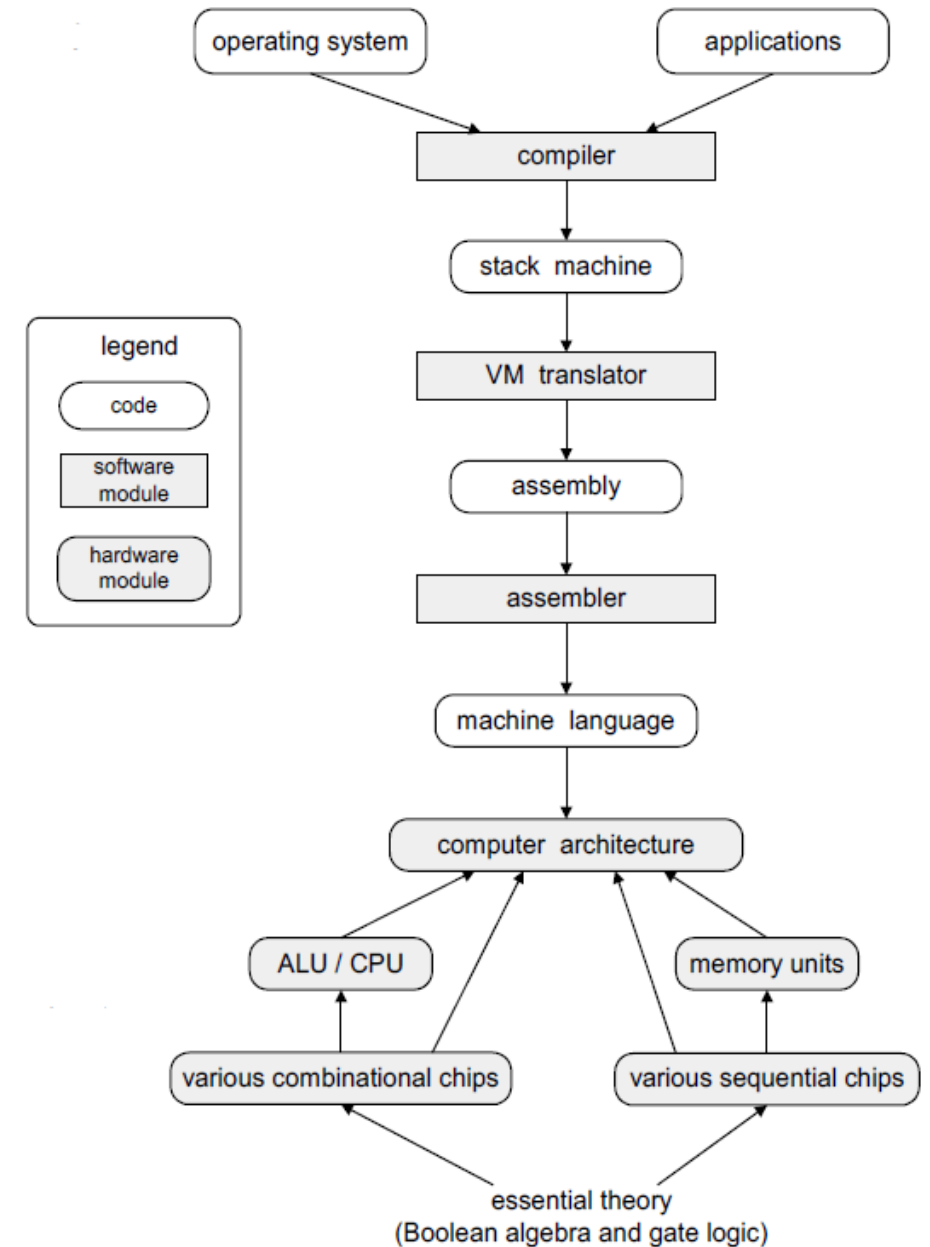 operating system
applications
compiler
stack machine
legend
code
software
module
hardware
module
VM translator
assembly
assembler
machine language
computer architecture
ALU / CPU
memory units
various combinational chips
various sequential chips
essential theory
(Boolean algebra and gate logic)